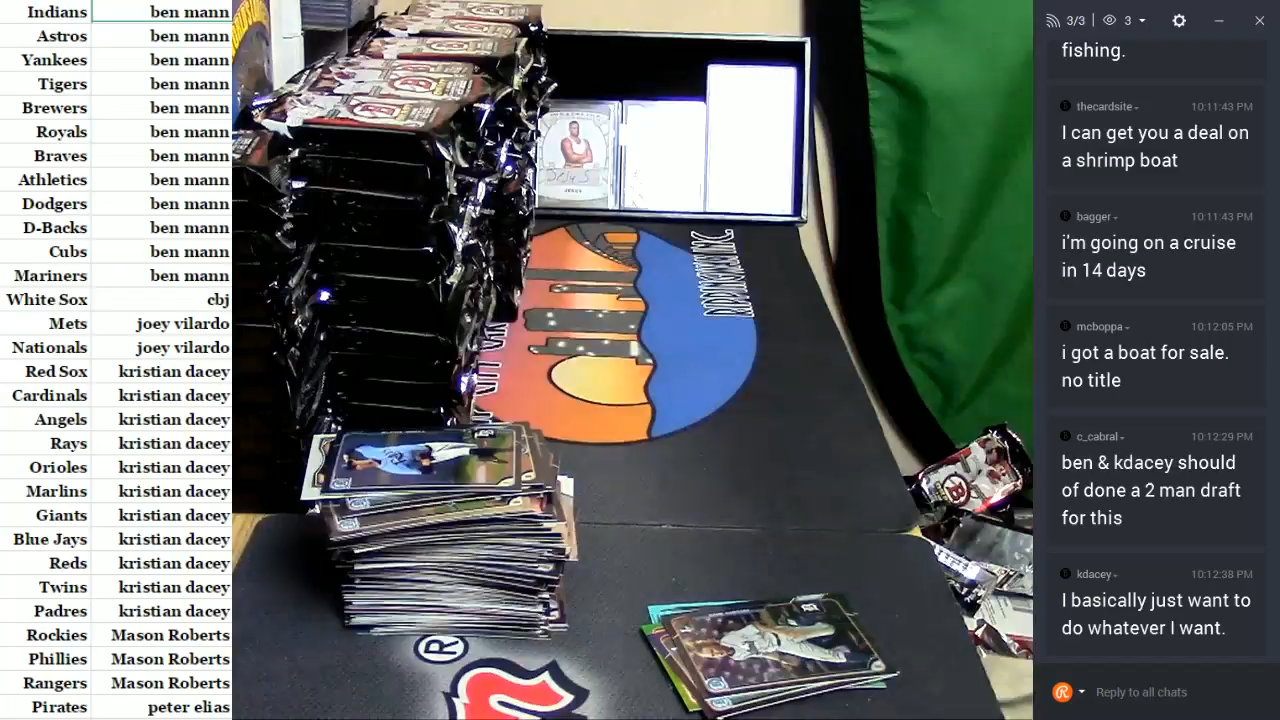 Indians ben mann
Astros ben mann
Yankees ben mann
Tigers ben mann
Brewers ben mann
Royals ben mann
Braves ben mann
Athletics ben mann
Dodgers ben mann
D-Backs ben mann
Cubs ben mann
Mariners ben mann
White Sox cbj
Mets joey vilardo
Nationals joey vilardo
Red Sox kristian dacey
Cardinals kristian dacey
Angels kristian dacey
Rays kristian dacey
Orioles kristian dacey
Marlins kristian dacey
Giants kristian dacey
Blue Jays kristian dacey
Reds kristian dacey
Twins kristian dacey
Padres kristian dacey
Rockies Mason Roberts
Phillies Mason Roberts
Rangers Mason Roberts
Pirates peter elias
®
3/3 3
fishing.
thecardsite 10:11:43 PM
I can get you a deal on
a shrimp boat
bagger 10:11:43 PM
i'm going on a cruise
in 14 days
mcboppa 10:12:05 PM
i got a boat for sale.
no title
c_cabral 10:12:29 PM
ben & kdacey should
of done a 2 man draft
for this
kdacey 10:12:38 PM
I basically just want to
do whatever I want.
Reply to all chats